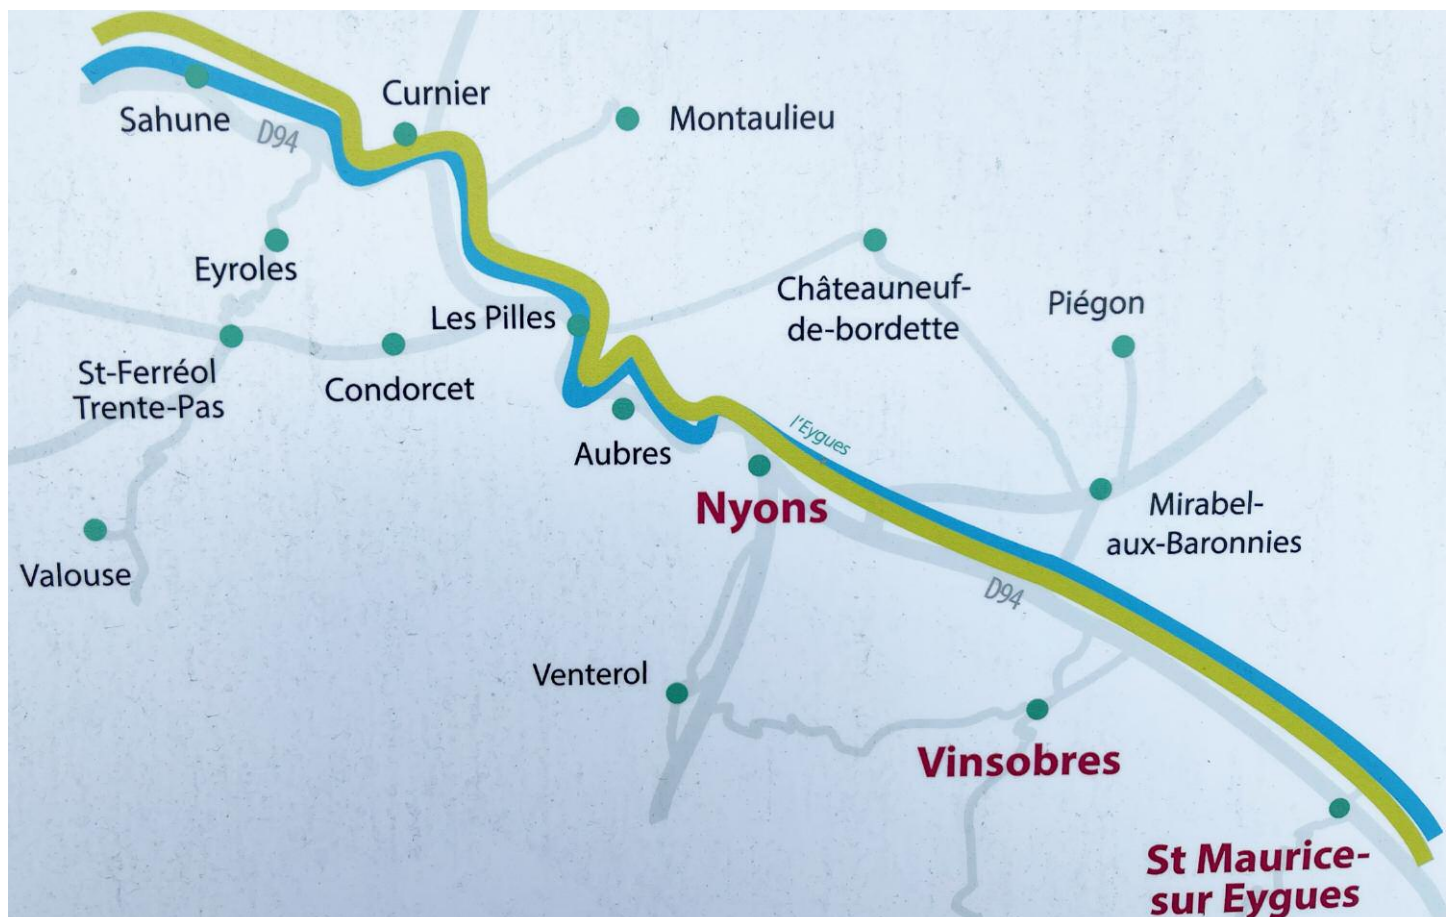 Curnier
Sahune
D94
Montaulieu
Eyroles
Châteauneuf-
de-bordette
Piégon
Les Pilles
St-Ferréol
Trente-Pas
Condorcet
l'Eygues
Aubres
Nyons
Mirabel-
aux-Baronnies
Valouse
D94
Venterol
Vinsobres
St Maurice-
sur Eygues